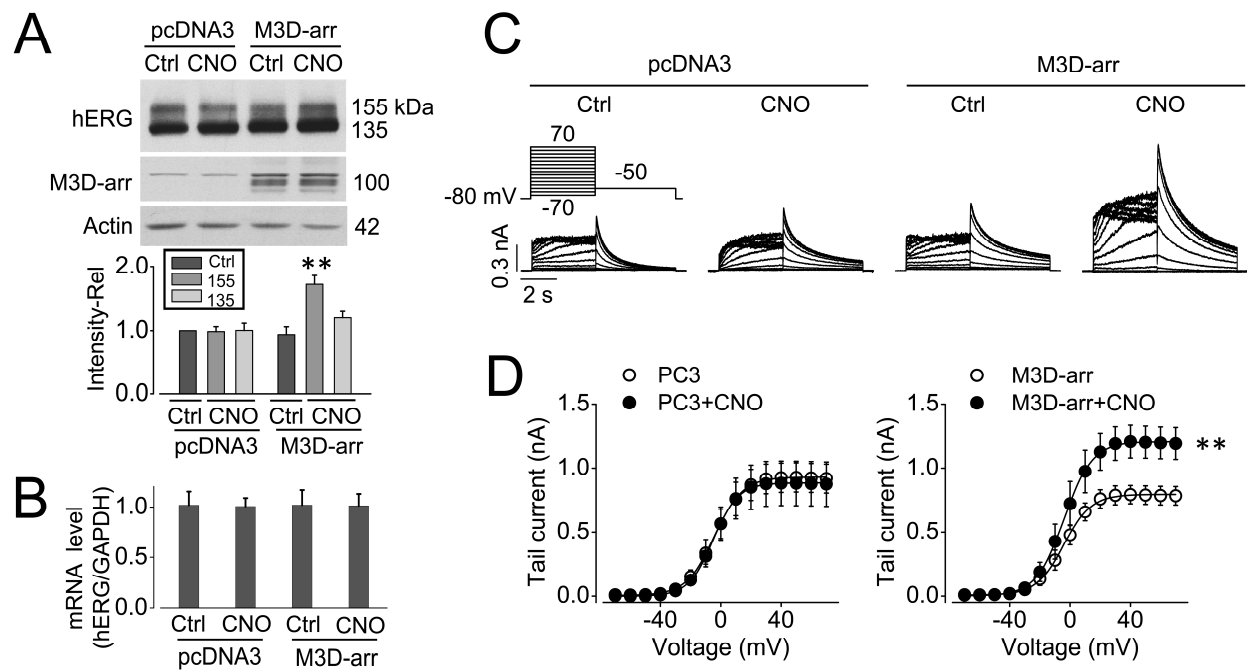 A
pcDNA3 M3D-arr
Ctrl CNO Ctrl CNO
hERG 155 kDa
135
M3D-arr 100
Actin 42
Ctrl
155
135
**
2.0
1.0
0.0
Intensity-Rel
Ctrl CNO Ctrl CNO
pcDNA3 M3D-arr
B
1.0
0.5
0.0
mRNA level
(hERG/GAPDH)
Ctrl CNO Ctrl CNO
pcDNA3 M3D-arr
C
pcDNA3 M3D-arr
Ctrl CNO Ctrl CNO
70
-50
-80 mV
-70
0.3 nA
2 s
D
PC3
PC3+CNO
1.5
1.0
0.5
0.0
Tail current (nA)
-40 0 40
Voltage (mV)
M3D-arr
M3D-arr+CNO
**
1.5
1.0
0.5
0.0
Tail current (nA)
-40 0 40
Voltage (mV)